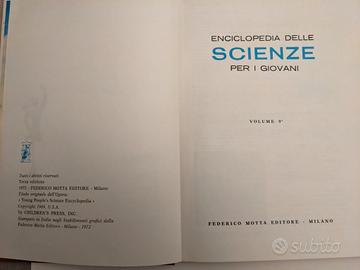 Tutti i diritti riservati
Terza edizione
1972 - FEDERICO MOTTA EDITORE - Milano
Titolo originale dell'Opera:
« Young People's Science Encyclopedia »
Copyright 1966, U.S.A.
by CHILDREN'S PRESS, INC.
Stampato in Italia negli Stabilimenti grafici della
Federico Motta Editore - Milano - 1972
ENCICLOPEDIA DELLE
SCIENZE
PER I GIOVANI
VOLUME
FEDERICO MOTTA EDITORE - MILANO
subito